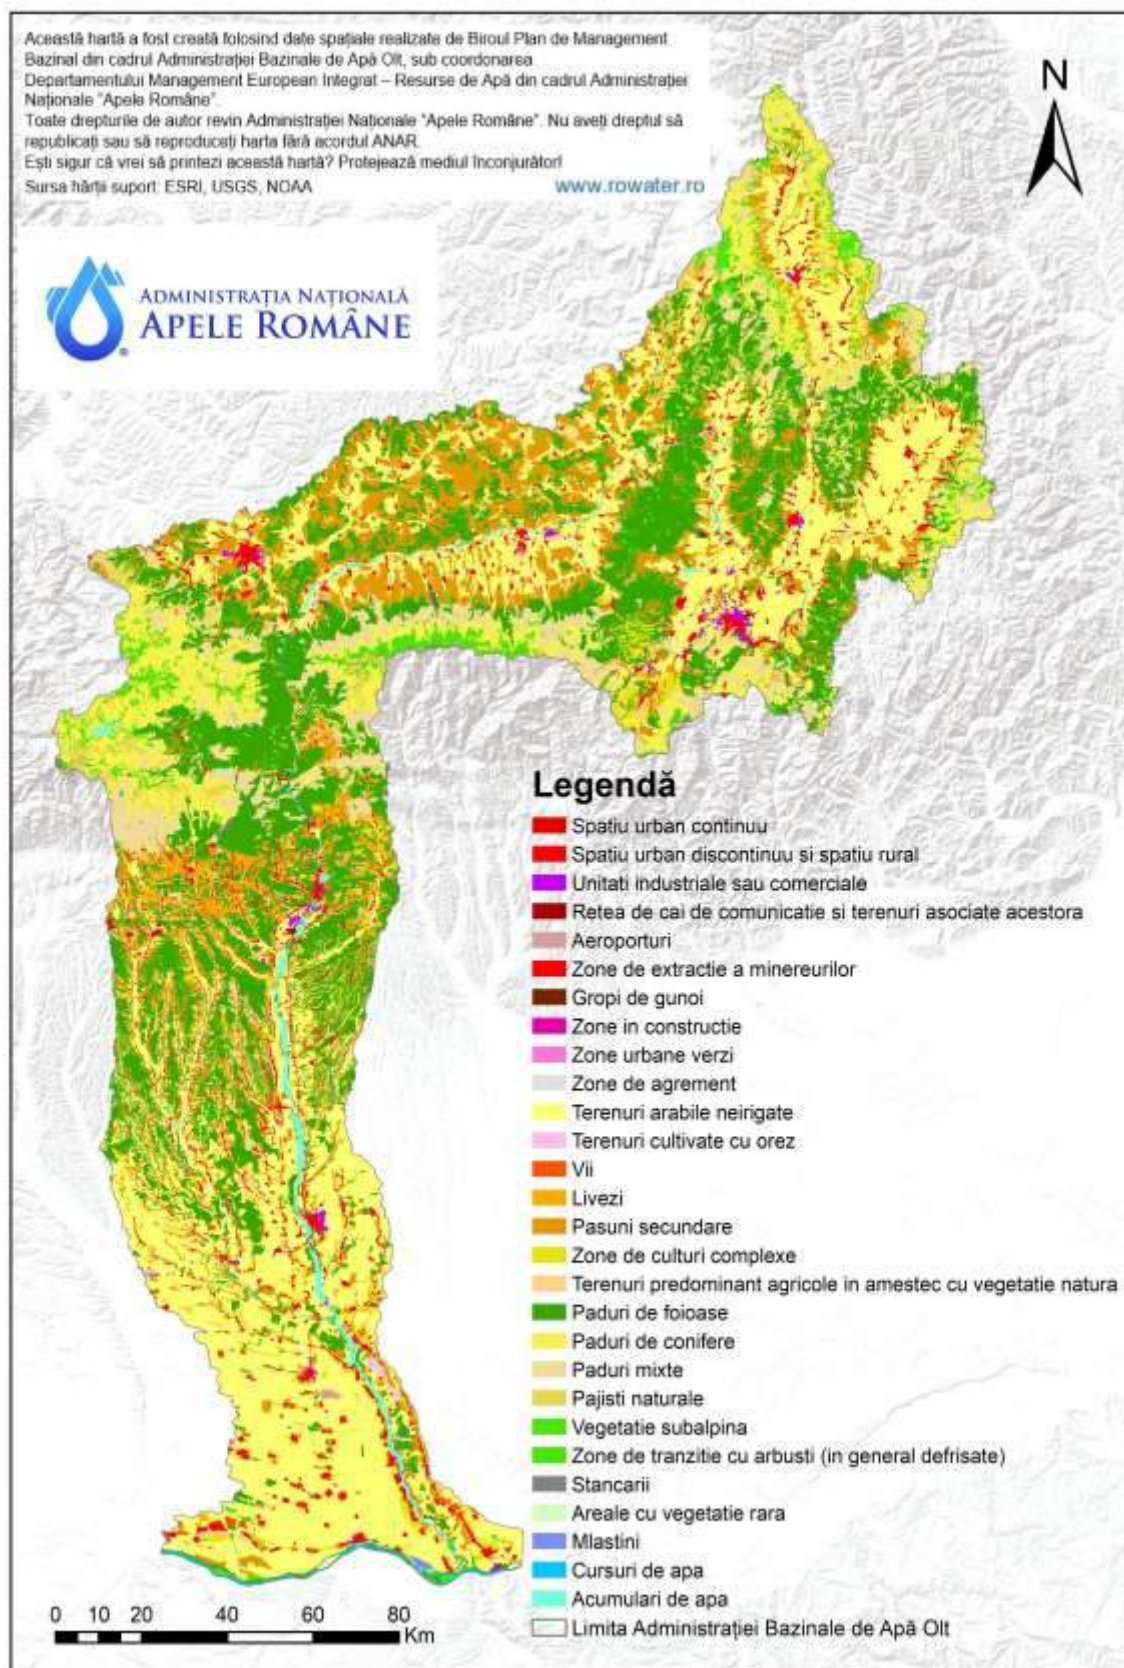 Această hartă a fost creată folosind date spațiale realizate de Biroul Plan de Management
Bazinal din cadrul Administrației Bazinale de Apă Olt, sub coordonarea
Departamentului Management European Integrat – Resurse de Apă din cadrul Administrației
Naționale "Apele Române"
Toate drepturile de autor revin Administrației Naționale "Apele Române". Nu aveți dreptul să
republicați sau să reproduceți harta fără acordul ANAR.
Ești sigur că vrei să printezi această hartă? Protejează mediul înconjurător!
Sursa hărții suport: ESRI, USGS, NOAA
www.rowater.ro
N
ADMINISTRAȚIA NAȚIONALĂ
APELE ROMÂNE
Legendă
Spatiu urban continuu
Spatiu urban discontinuu si spatiu rural
Unitati industriale sau comerciale
Retea de cai de comunicatie si terenuri asociate acestora
Aeroporturi
Zone de extractie a minereurilor
Gropi de gunoi
Zone in constructie
Zone urbane verzi
Zone de agrement
Terenuri arabile neirigate
Terenuri cultivate cu orez
Vii
Livezi
Pasuni secundare
Zone de culturi complexe
Terenuri predominant agricole in amestec cu vegetatie natura
Paduri de foioase
Paduri de conifere
Paduri mixte
Pajisti naturale
Vegetatie subalpina
Zone de tranzitie cu arbusti (in general defrisate)
Stancarii
Areale cu vegetatie rara
Mlastini
Cursuri de apa
Acumulari de apa
Limita Administrației Bazinale de Apă Olt
0 10 20 40 60 80
Km